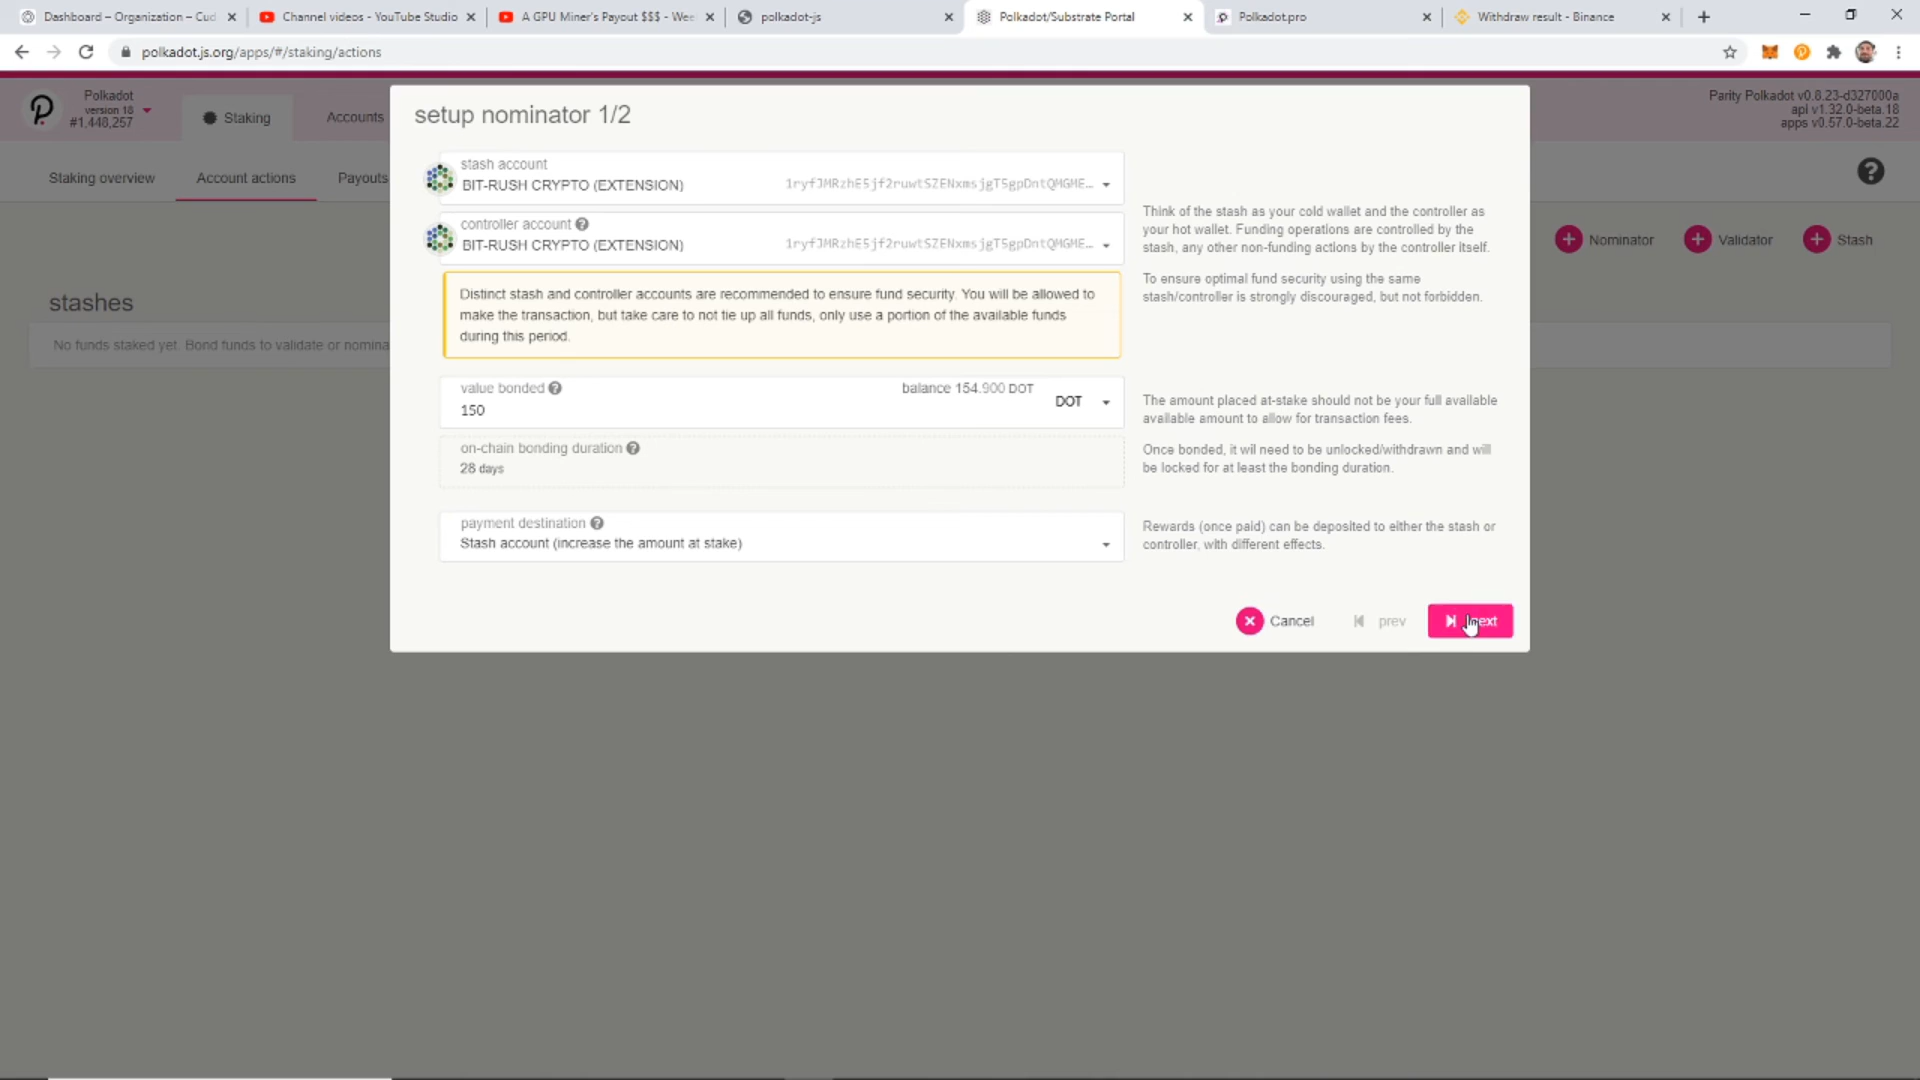 Dashboard – Organization – Cud
Channel videos - YouTube Studio
A GPU Miner's Payout $$$ - Wee
polkadot-js
Polkadot/Substrate Portal
Polkadot.pro
Withdraw result - Binance
polkadot.js.org/apps/#/staking/actions
Polkadot
version 18
#1,448,257
Staking
Accounts
Parity Polkadot v0.8.23-d327000a
api v1.32.0-beta.18
apps v0.57.0-beta.22
Staking overview
Account actions
Payouts
Nominator
Validator
Stash
stashes
No funds staked yet. Bond funds to validate or nomina
setup nominator 1/2
stash account
BIT-RUSH CRYPTO (EXTENSION)
1ryfJMRzhE5jf2ruwtSZENxmsjgT5gpDntQMGME...
controller account
BIT-RUSH CRYPTO (EXTENSION)
1ryfJMRzhE5jf2ruwtSZENxmsjgT5gpDntQMGME...
Distinct stash and controller accounts are recommended to ensure fund security. You will be allowed to
make the transaction, but take care to not tie up all funds, only use a portion of the available funds
during this period.
Think of the stash as your cold wallet and the controller as
your hot wallet. Funding operations are controlled by the
stash, any other non-funding actions by the controller itself.
To ensure optimal fund security using the same
stash/controller is strongly discouraged, but not forbidden.
value bonded
balance 154.900 DOT
150
DOT
The amount placed at-stake should not be your full available
available amount to allow for transaction fees.
on-chain bonding duration
28 days
Once bonded, it wil need to be unlocked/withdrawn and will
be locked for at least the bonding duration.
payment destination
Stash account (increase the amount at stake)
Rewards (once paid) can be deposited to either the stash or
controller, with different effects.
Cancel
prev
next